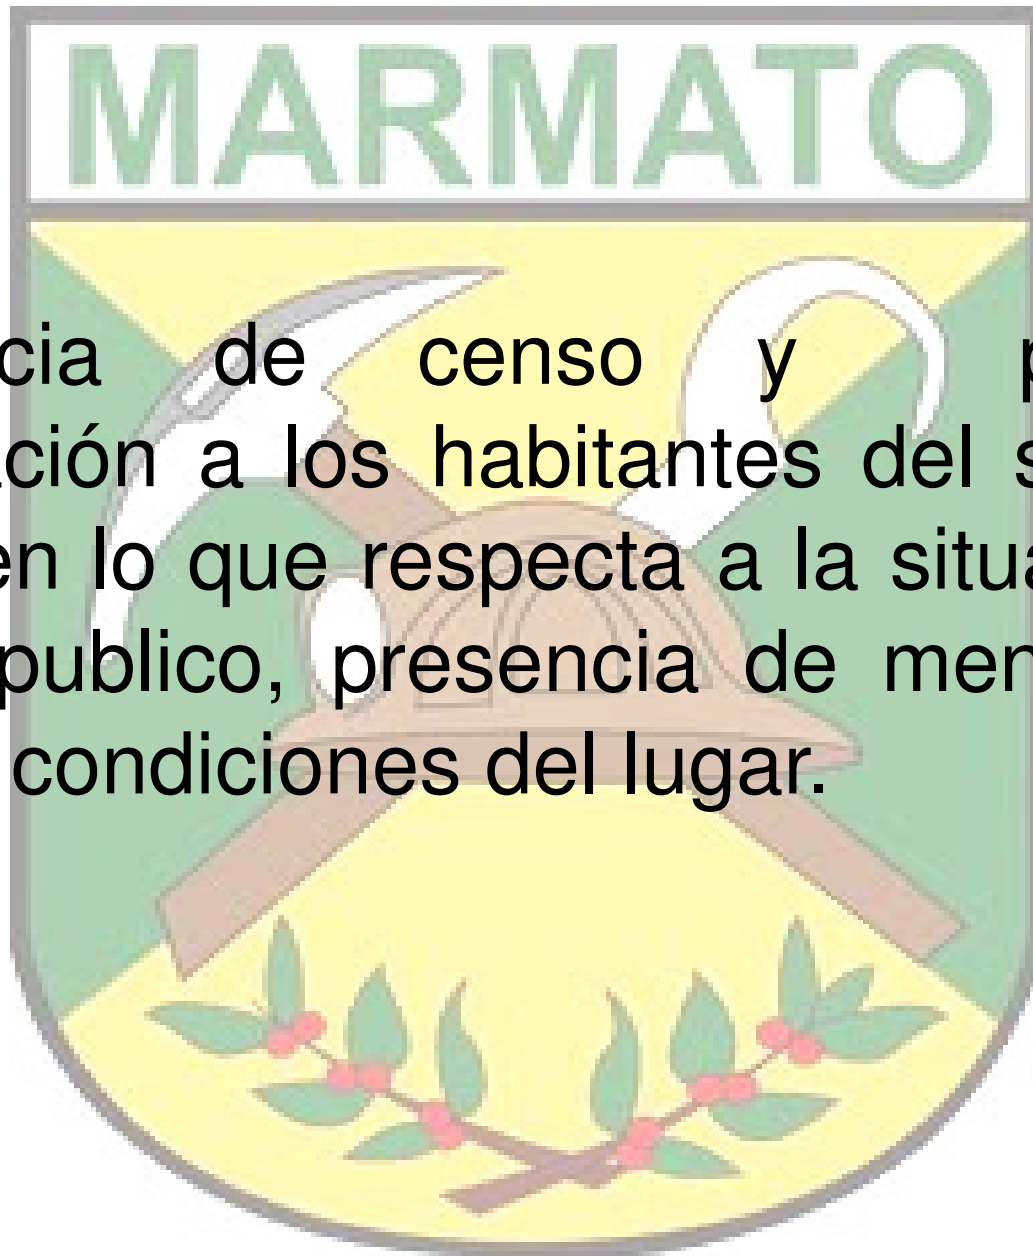 MARMATO
cia de censo y p
ación a los habitantes del s
en lo que respecta a la situa
publico, presencia de men
condiciones del lugar.